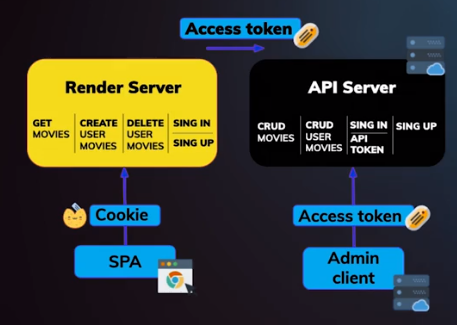 Access token
Render Server
GET
MOVIES
CREATE
USER
MOVIES
DELETE
USER
MOVIES
SING IN
SING UP
API Server
CRUD
MOVIES
CRUD
USER
MOVIES
SING IN
API
TOKEN
SING UP
Cookie
Access token
SPA
Admin
client